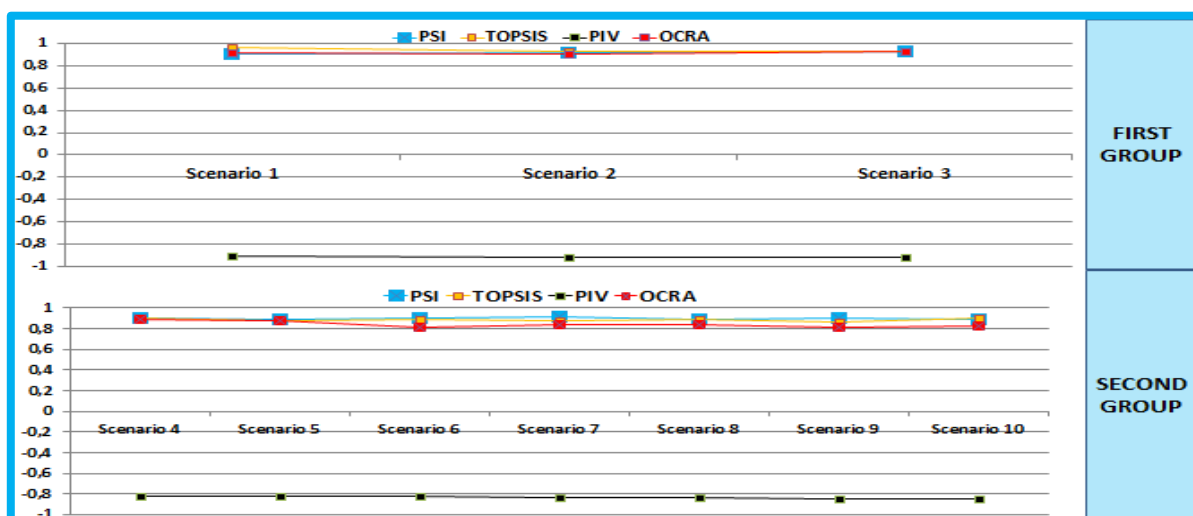 PSI TOPSIS PIV OCRA
1
0,8
0,6
0,4
0,2
0
-0,2
-0,4
-0,6
-0,8
-1
Scenario 1 Scenario 2 Scenario 3
FIRST
GROUP
PSI TOPSIS PIV OCRA
1
0,8
0,6
0,4
0,2
0
-0,2
-0,4
-0,6
-0,8
-1
Scenario 4 Scenario 5 Scenario 6 Scenario 7 Scenario 8 Scenario 9 Scenario 10
SECOND
GROUP